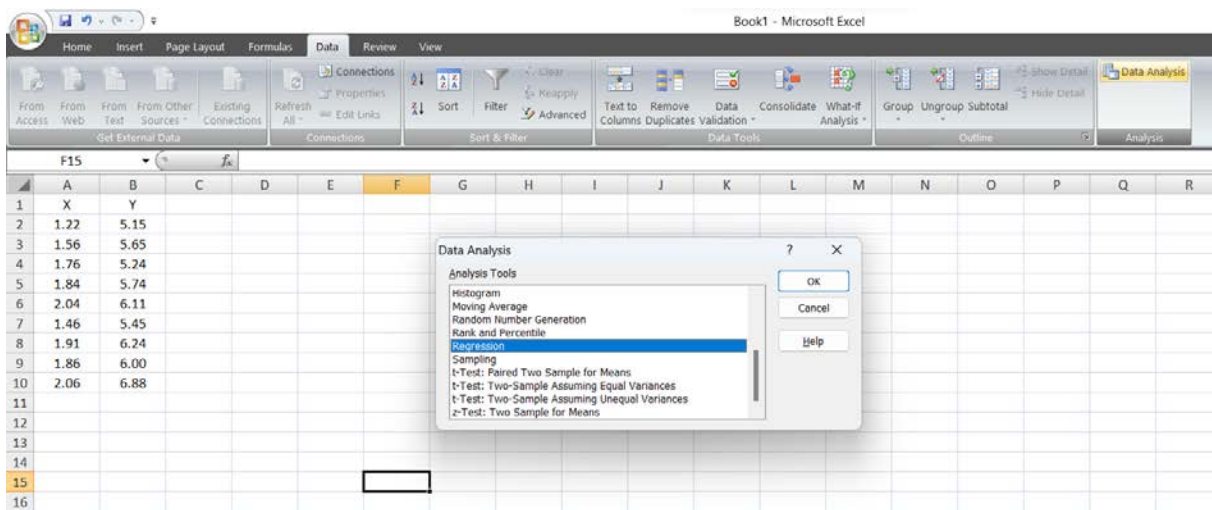 Book1 - Microsoft Excel
Home Insert Page Layout Formulas Data Review View
From Access From Web From Text From Other Sources Existing Connections
Get External Data
Refresh All Connections Properties Edit Links
Connections
Sort Filter Clear Reapply Advanced
Sort & Filter
Text to Columns Remove Duplicates Data Validation Consolidate What-If Analysis
Data Tools
Group Ungroup Subtotal Show Detail Hide Detail
Outline
Data Analysis
Analysis
F15 fx
A B C D E F G H I J K L M N O P Q R
1 X Y
2 1.22 5.15
3 1.56 5.65
4 1.76 5.24
5 1.84 5.74
6 2.04 6.11
7 1.46 5.45
8 1.91 6.24
9 1.86 6.00
10 2.06 6.88
11
12
13
14
15
16
Data Analysis ? X
Analysis Tools
Histogram
Moving Average
Random Number Generation
Rank and Percentile
Regression
Sampling
t-Test: Paired Two Sample for Means
t-Test: Two-Sample Assuming Equal Variances
t-Test: Two-Sample Assuming Unequal Variances
z-Test: Two Sample for Means
OK
Cancel
Help